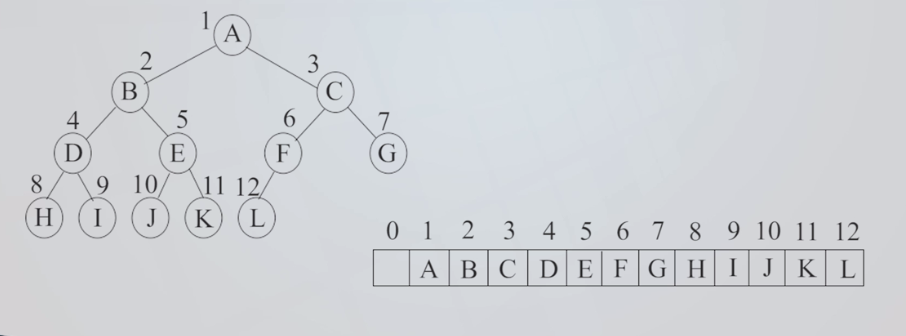 1 A
2 3
B C
4 5 6 7
D E F G
8 9 10 11 12
H I J K L
0 1 2 3 4 5 6 7 8 9 10 11 12
A B C D E F G H I J K L